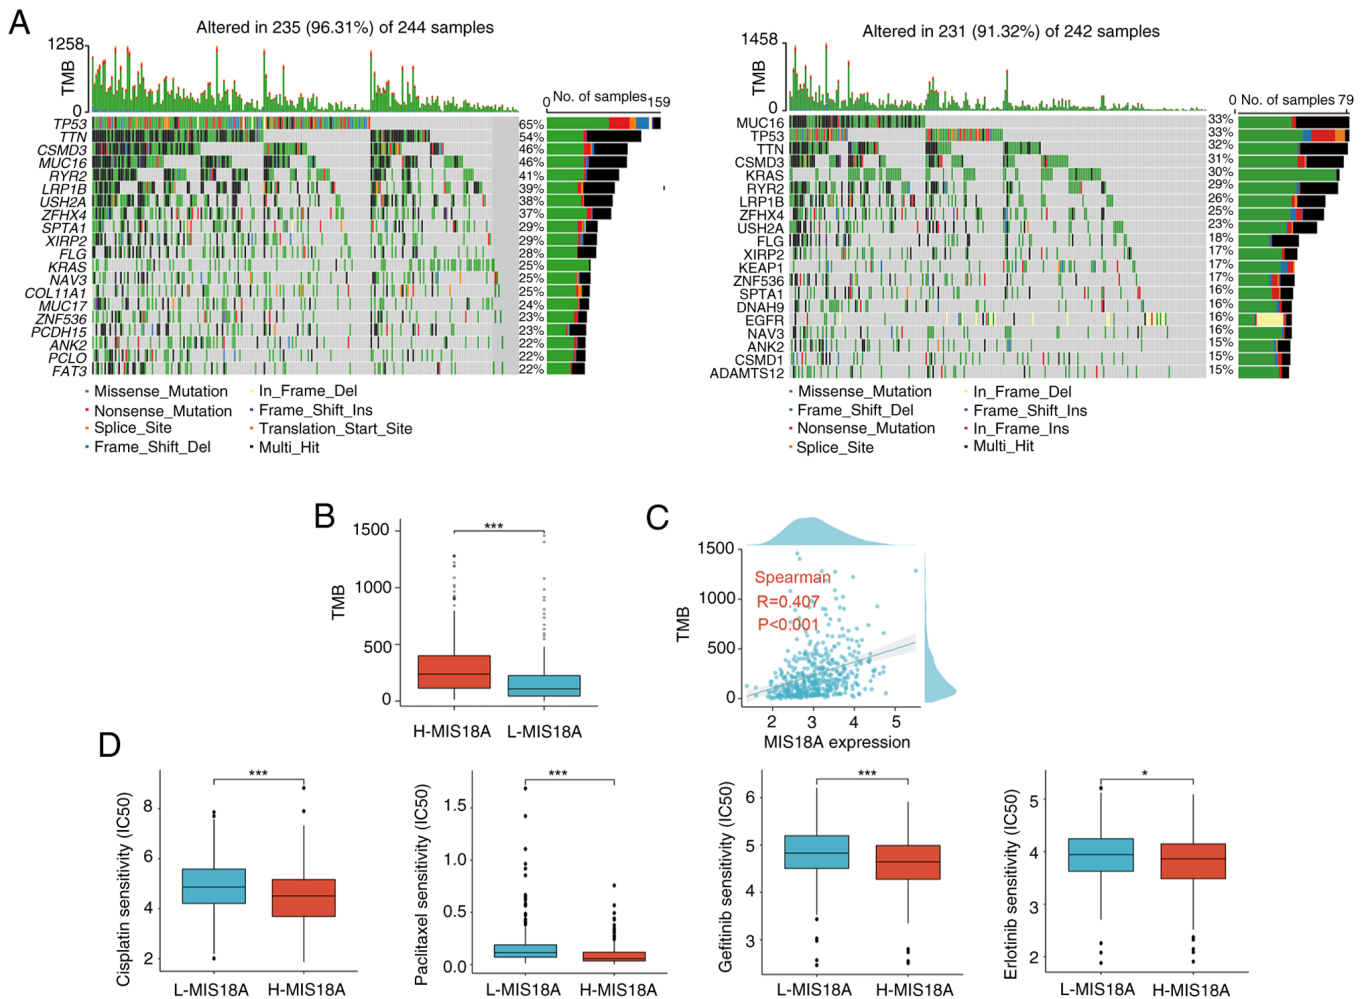 A
Altered in 235 (96.31%) of 244 samples
1258
TMB
0
0 No. of samples 159
TP53 65%
TTN 54%
CSMD3 46%
MUC16 46%
RYR2 41%
LRP1B 39%
USH2A 38%
ZFHX4 37%
SPTA1 29%
XIRP2 29%
FLG 28%
KRAS 25%
NAV3 25%
COL11A1 25%
MUC17 24%
ZNF536 23%
PCDH15 23%
ANK2 22%
PCLO 22%
FAT3 22%
Missense_Mutation
Nonsense_Mutation
Splice_Site
Frame_Shift_Del
In_Frame_Del
Frame_Shift_Ins
Translation_Start_Site
Multi_Hit
Altered in 231 (91.32%) of 242 samples
1458
TMB
0
0 No. of samples 79
MUC16 33%
TP53 33%
TTN 32%
CSMD3 31%
KRAS 30%
RYR2 29%
LRP1B 26%
ZFHX4 25%
USH2A 23%
FLG 18%
XIRP2 17%
KEAP1 17%
ZNF536 17%
SPTA1 16%
DNAH9 16%
EGFR 16%
NAV3 16%
ANK2 15%
CSMD1 15%
ADAMTS12 15%
Missense_Mutation
Frame_Shift_Del
Nonsense_Mutation
Splice_Site
In_Frame_Del
Frame_Shift_Ins
In_Frame_Ins
Multi_Hit
B
TMB
1500
1000
500
0
***
H-MIS18A L-MIS18A
C
TMB
1500
1000
500
0
Spearman
R=0.407
P<0.001
2 3 4 5
MIS18A expression
D
Cisplatin sensitivity (IC50)
8
6
4
2
***
L-MIS18A H-MIS18A
Paclitaxel sensitivity (IC50)
1.5
1.0
0.5
0.0
***
L-MIS18A H-MIS18A
Gefitinib sensitivity (IC50)
6
5
4
3
***
L-MIS18A H-MIS18A
Erlotinib sensitivity (IC50)
5
4
3
2
*
L-MIS18A H-MIS18A